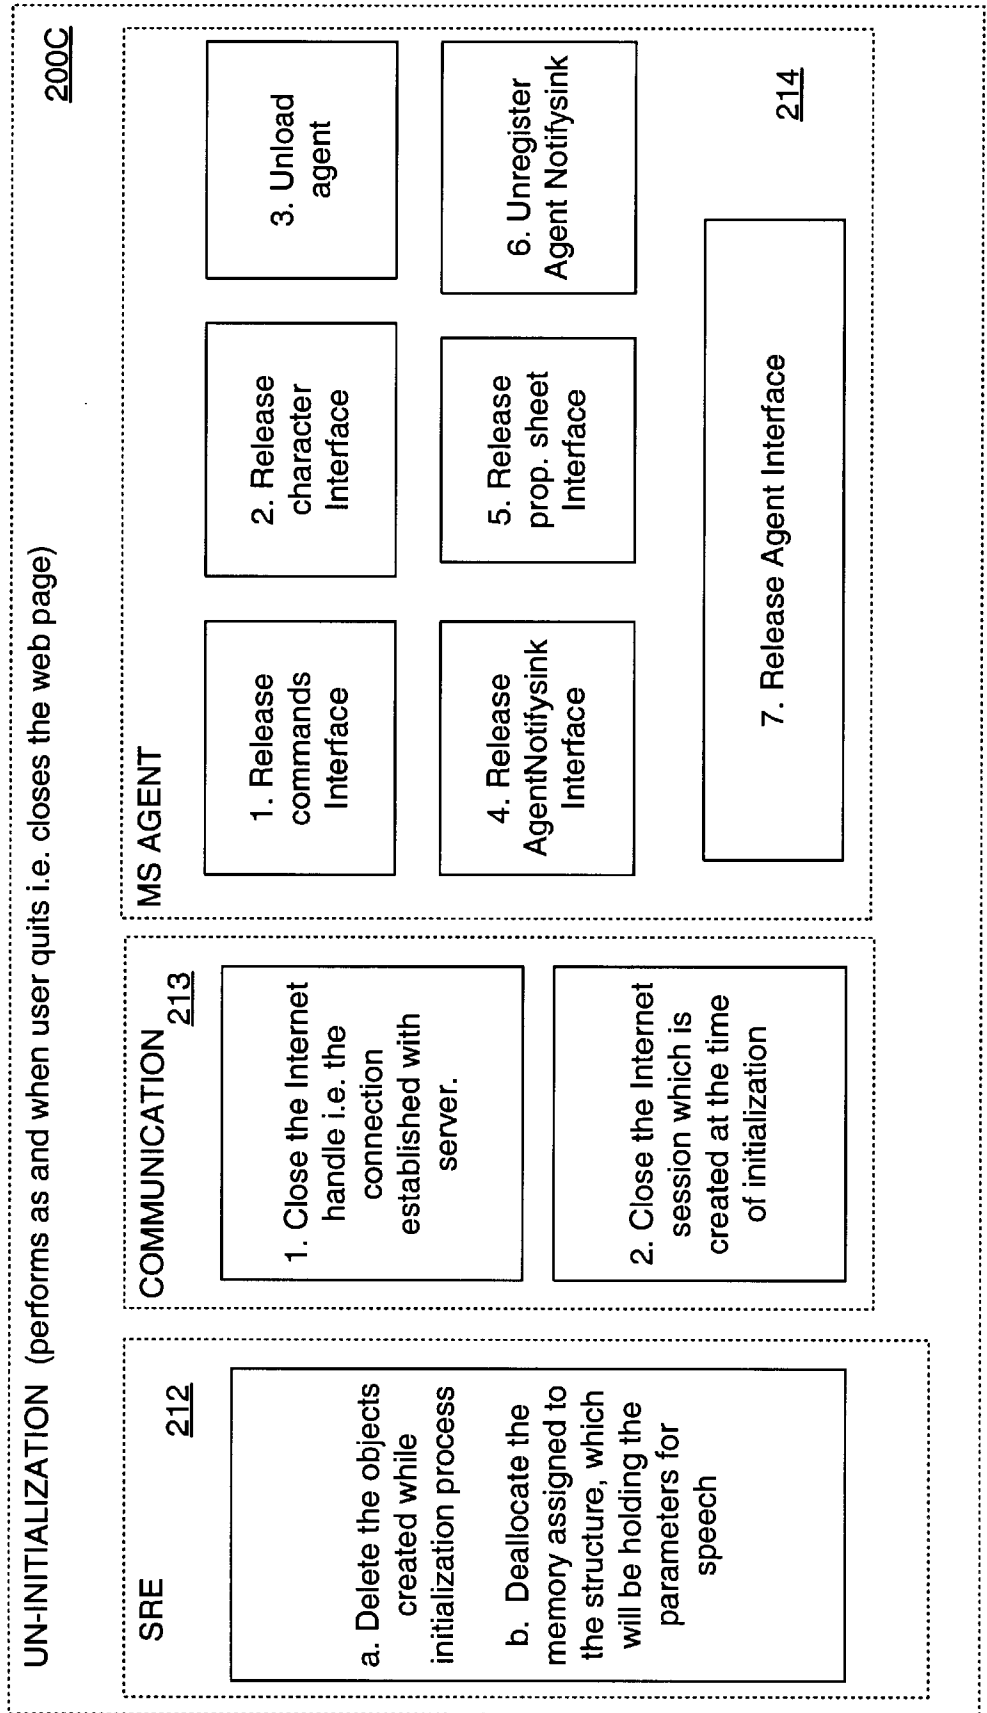 UN-INITIALIZATION (performs as and when user quits i.e. closes the web page)
200C
SRE
212
a. Delete the objects
created while
initialization process
b. Deallocate the
memory assigned to
the structure, which
will be holding the
parameters for
speech
COMMUNICATION
213
1. Close the Internet
handle i.e. the
connection
established with
server.
2. Close the Internet
session which is
created at the time
of initialization
MS AGENT
1. Release
commands
Interface
2. Release
character
Interface
3. Unload
agent
4. Release
AgentNotifysink
Interface
5. Release
prop. sheet
Interface
6. Unregister
Agent Notifysink
7. Release Agent Interface
214